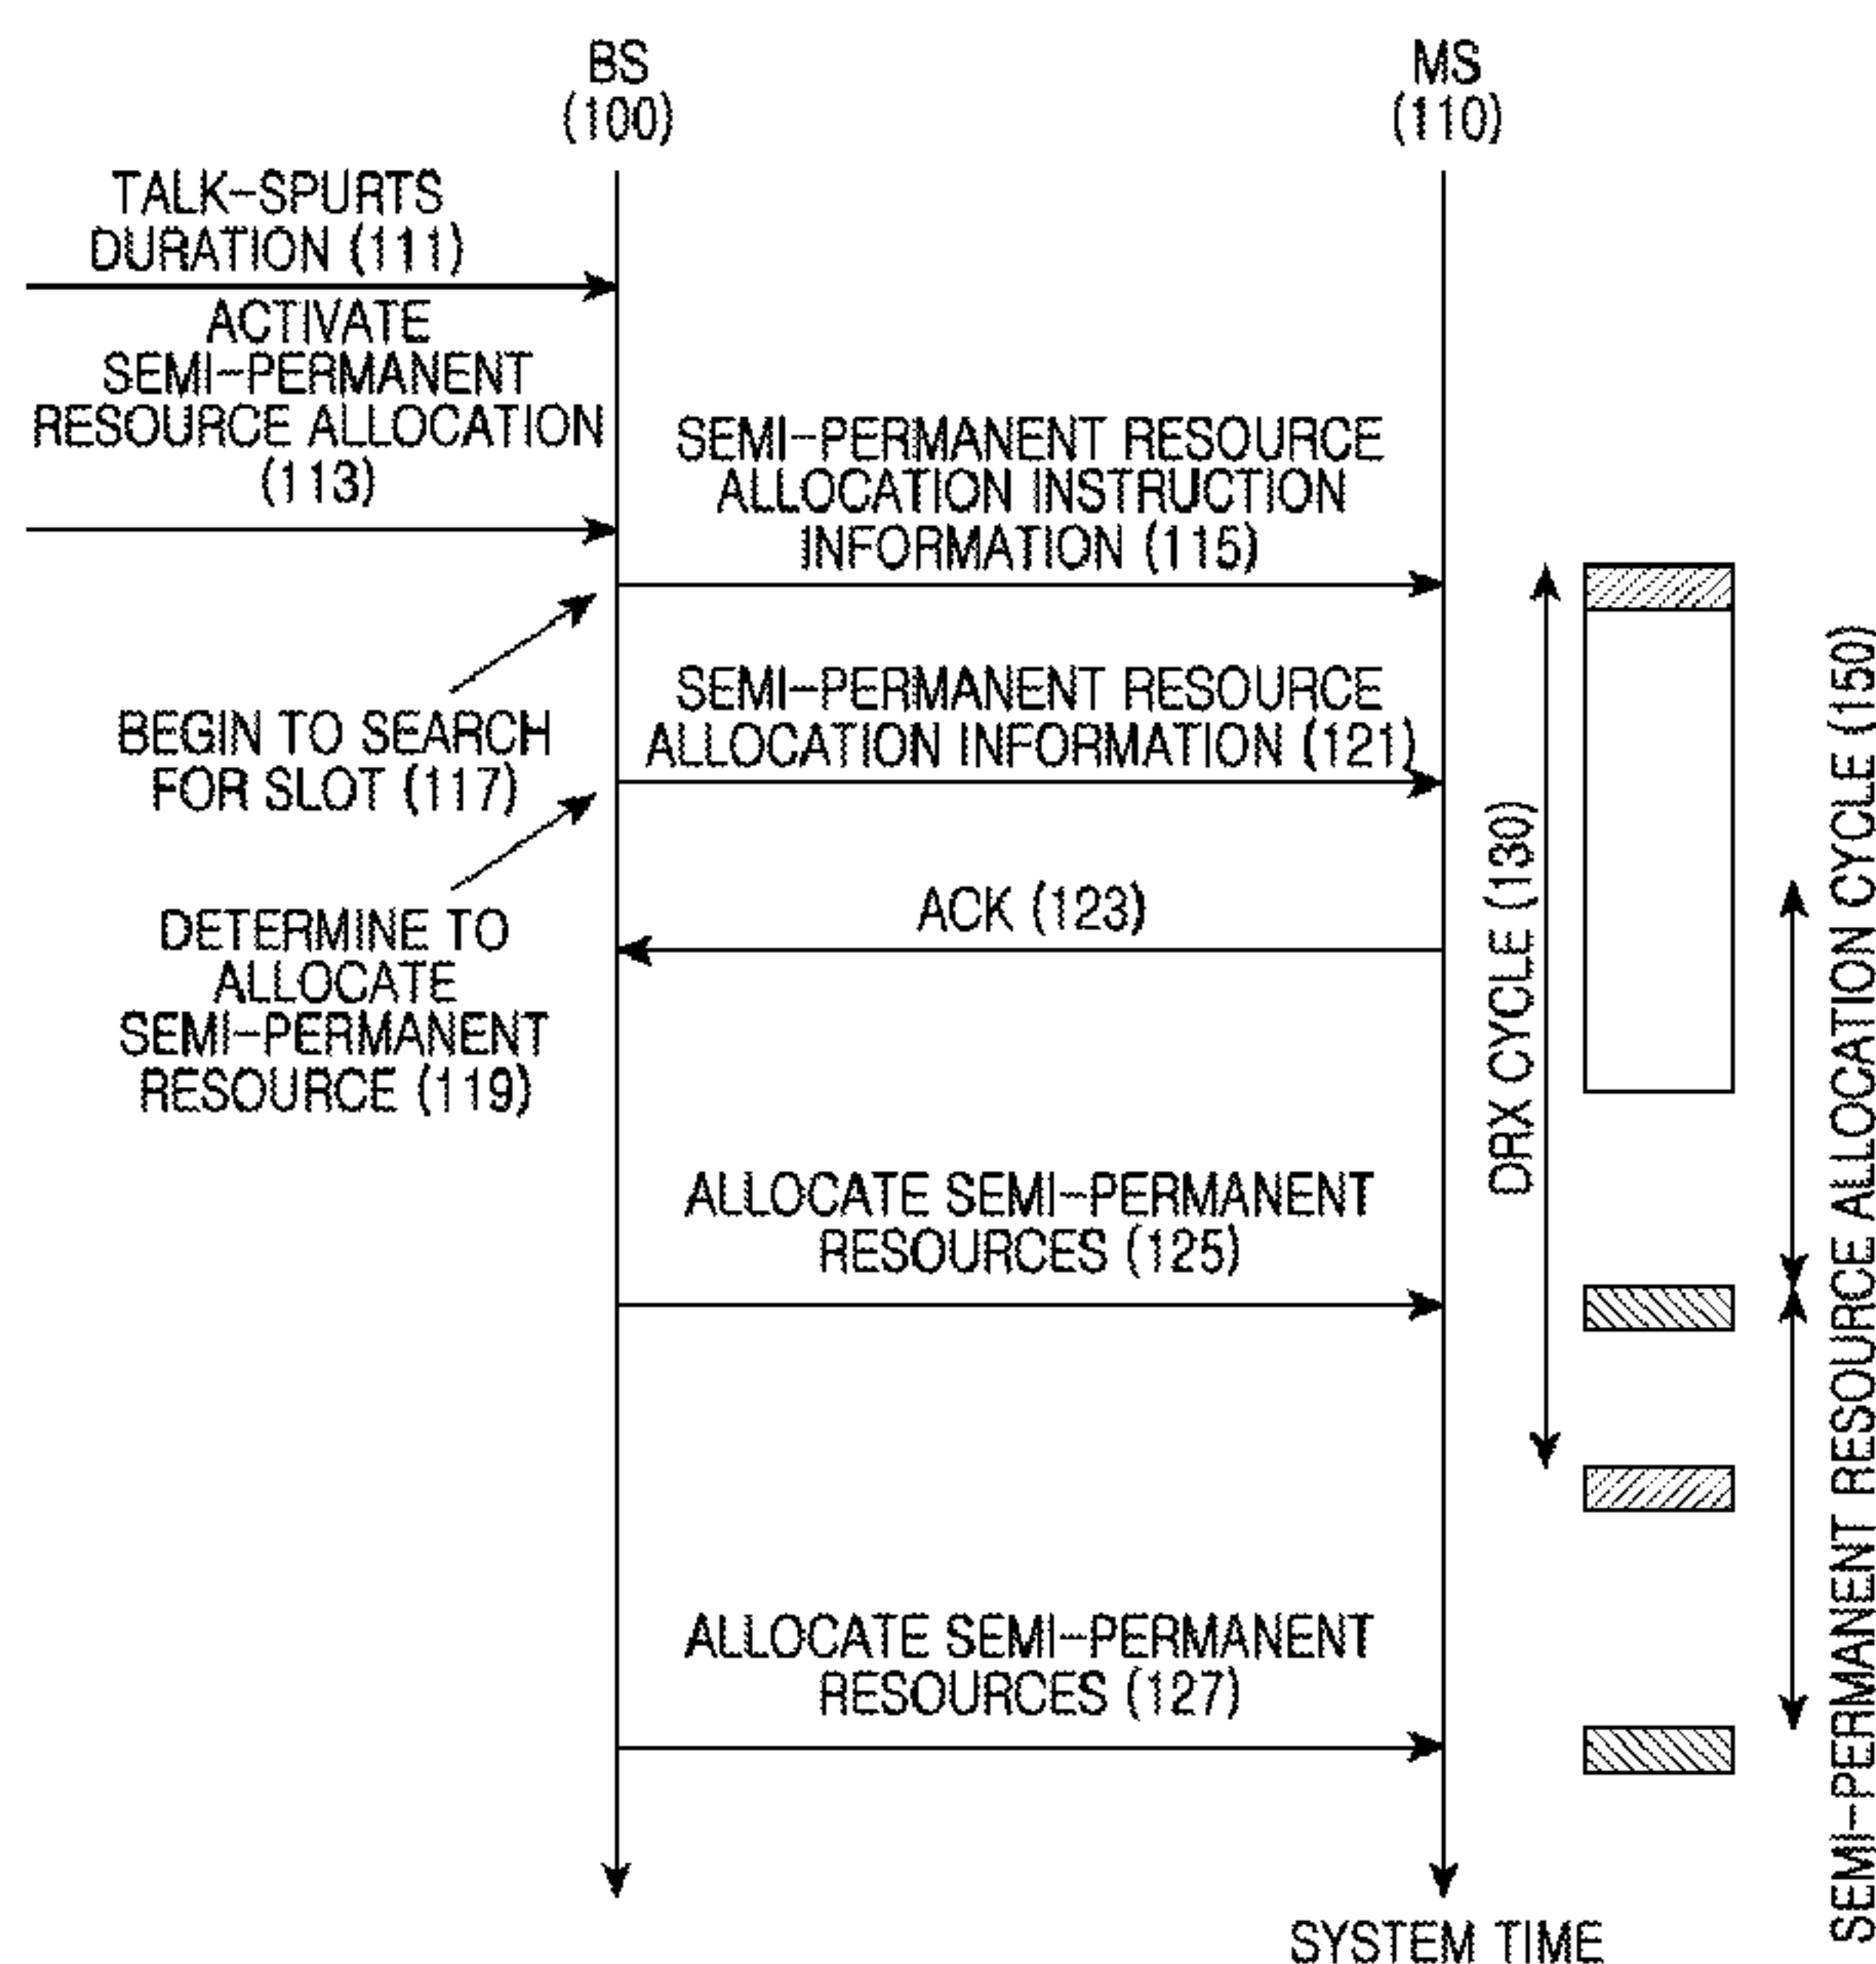 BS
(100)
MS
(110)
TALK-SPURTS
DURATION (111)
ACTIVATE
SEMI-PERMANENT
RESOURCE ALLOCATION
(113)
SEMI-PERMANENT RESOURCE
ALLOCATION INSTRUCTION
INFORMATION (115)
BEGIN TO SEARCH
FOR SLOT (117)
SEMI-PERMANENT RESOURCE
ALLOCATION INFORMATION (121)
DETERMINE TO
ALLOCATE
SEMI-PERMANENT
RESOURCE (119)
ACK (123)
ALLOCATE SEMI-PERMANENT
RESOURCES (125)
ALLOCATE SEMI-PERMANENT
RESOURCES (127)
DRX CYCLE (130)
SEMI-PERMANENT RESOURCE ALLOCATION CYCLE (150)
SYSTEM TIME